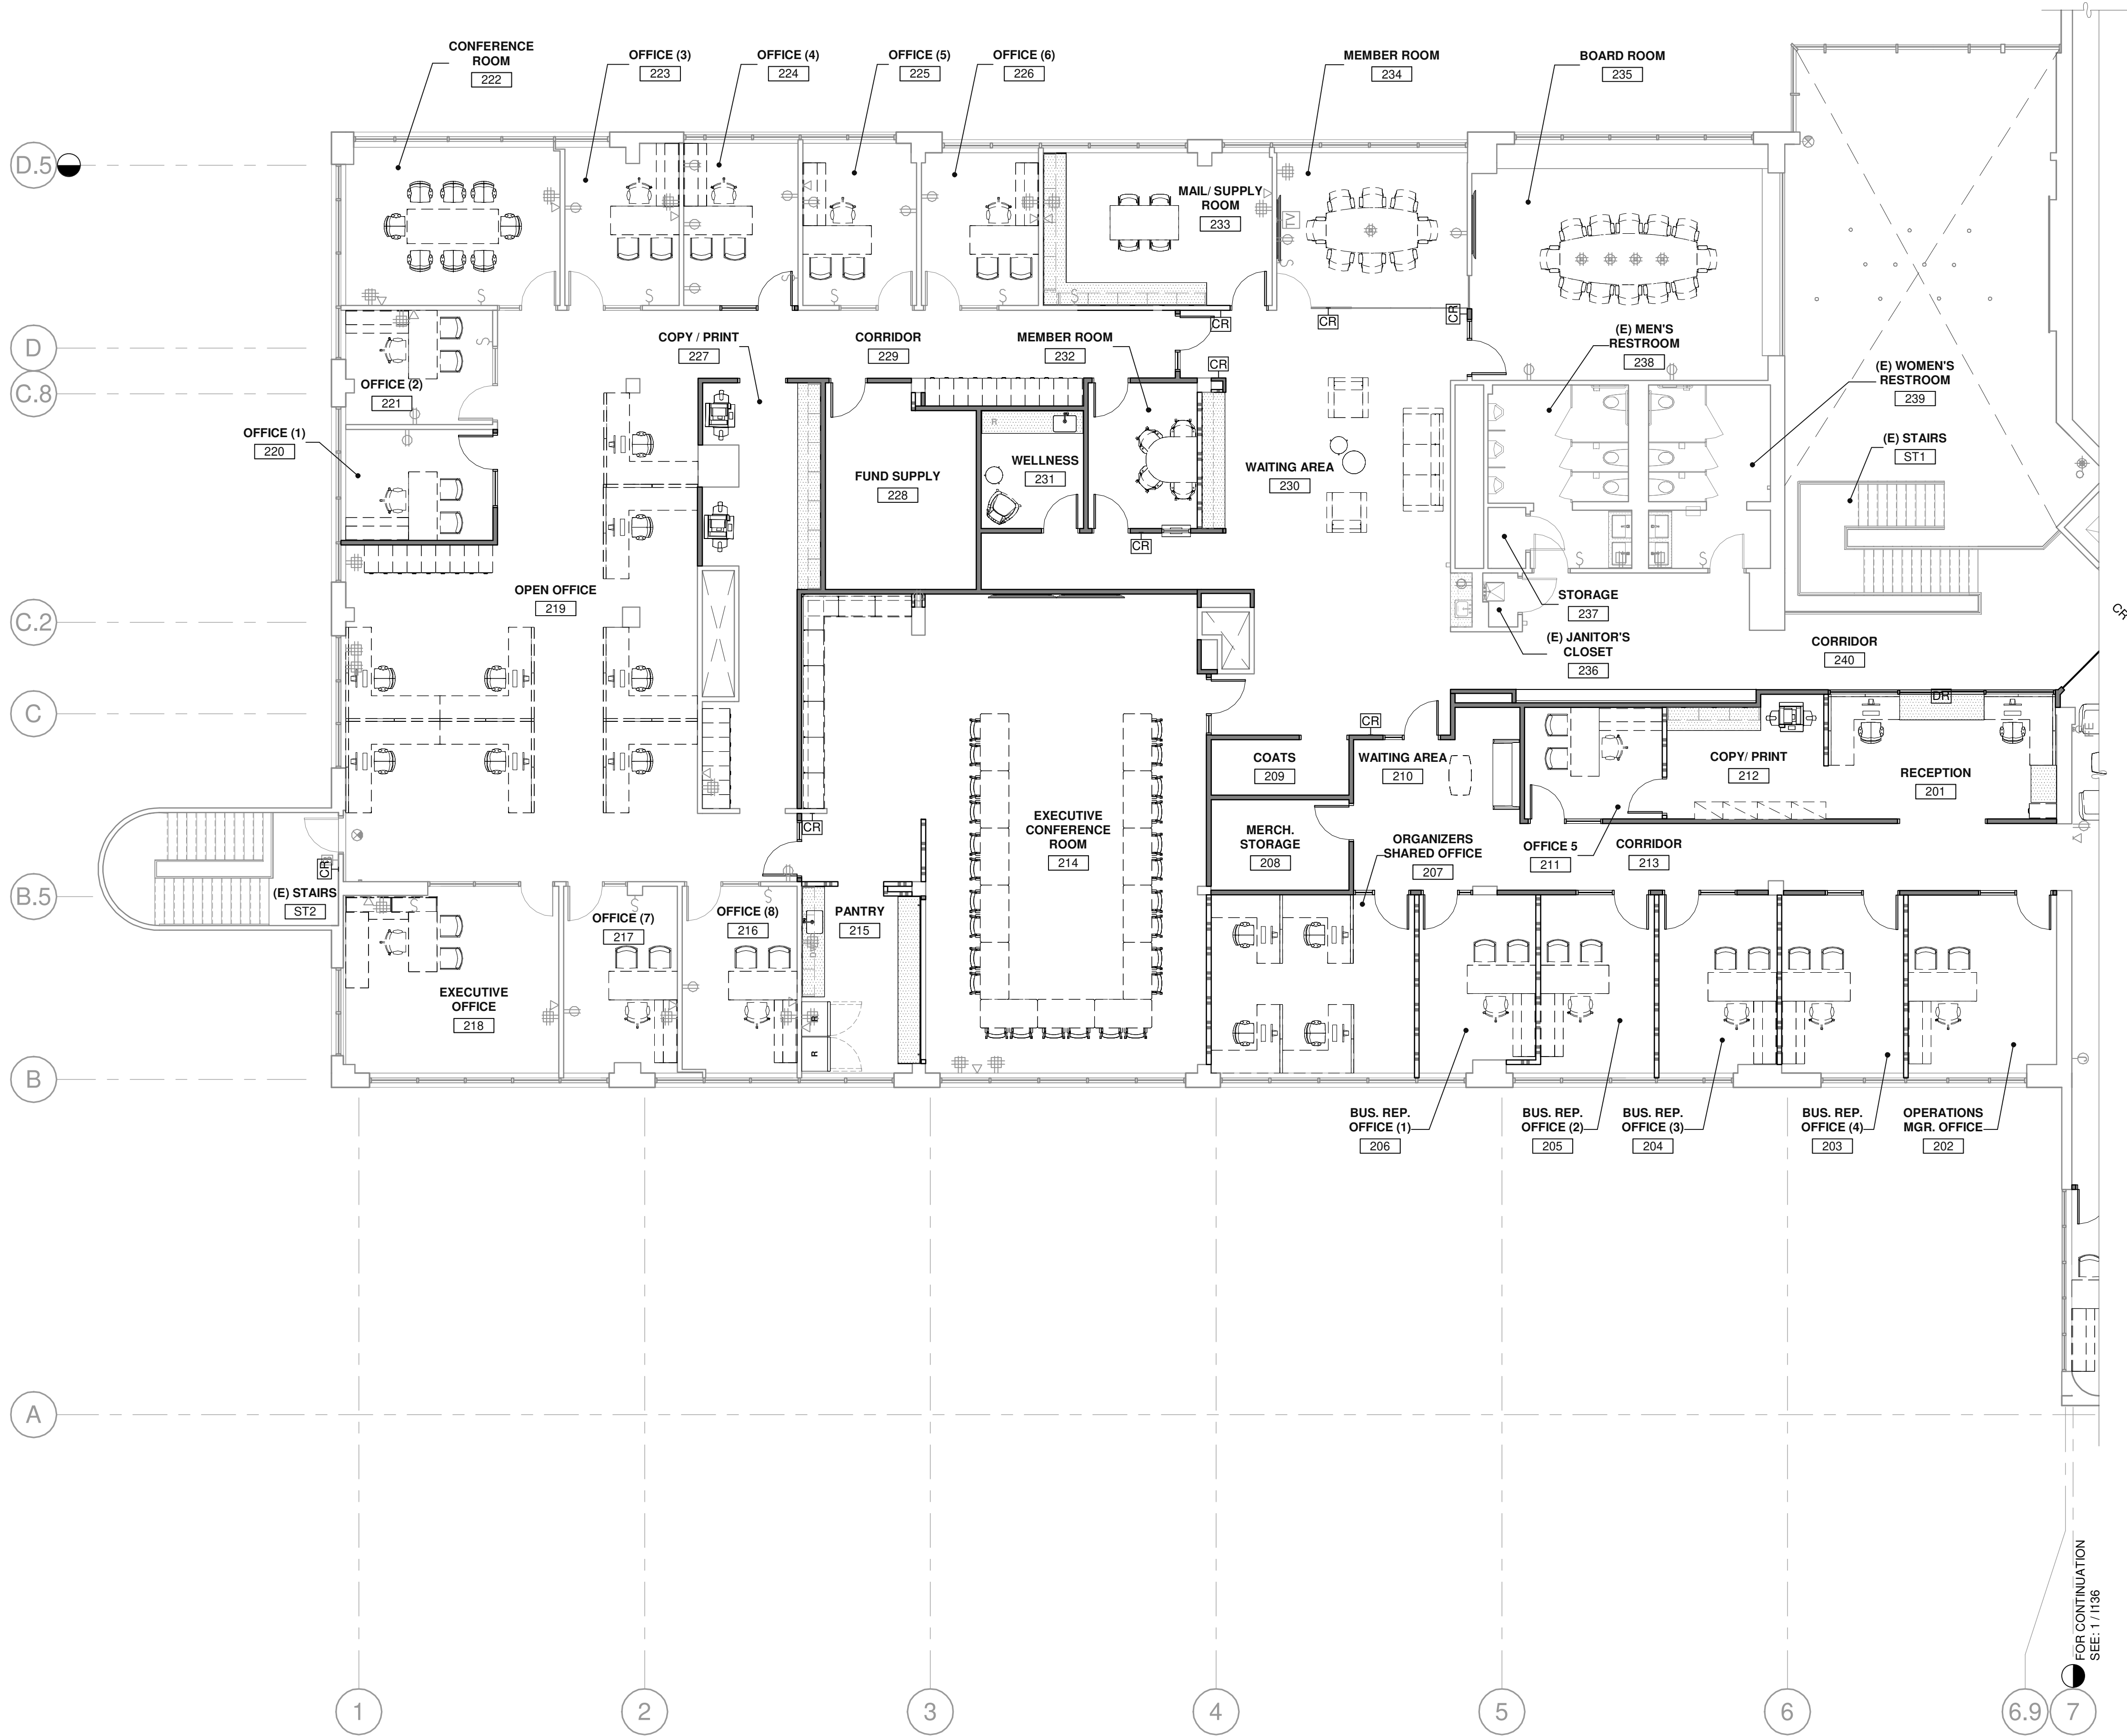 CONFERENCE
ROOM
222
OFFICE (3)
223
OFFICE (4)
224
OFFICE (5)
225
OFFICE (6)
226
MEMBER ROOM
234
BOARD ROOM
235
D.5
MAIL/ SUPPLY
ROOM
233
TV
S
S
S
S
S
CR
CR
CR
D
COPY / PRINT
227
CORRIDOR
229
MEMBER ROOM
232
(E) MEN'S
RESTROOM
238
S
CR
(E) WOMEN'S
RESTROOM
239
OFFICE (2)
221
C.8
OFFICE (1)
220
R
(E) STAIRS
ST1
FUND SUPPLY
228
WELLNESS
231
WAITING AREA
230
CR
S
S
OPEN OFFICE
219
STORAGE
237
CR
C.2
(E) JANITOR'S
CLOSET
236
CORRIDOR
240
DR
C
CR
COATS
209
WAITING AREA
210
COPY/ PRINT
212
RECEPTION
201
EXECUTIVE
CONFERENCE
ROOM
214
CR
MERCH.
STORAGE
208
ORGANIZERS
SHARED OFFICE
207
OFFICE 5
211
CORRIDOR
213
CR
B.5
(E) STAIRS
ST2
S
S
S
OFFICE (7)
217
OFFICE (8)
216
PANTRY
215
EXECUTIVE
OFFICE
218
R
R
B
BUS. REP.
OFFICE (1)
206
BUS. REP.
OFFICE (2)
205
BUS. REP.
OFFICE (3)
204
BUS. REP.
OFFICE (4)
203
OPERATIONS
MGR. OFFICE
202
A
FOR CONTINUATION
SEE: 1 / I136
1
2
3
4
5
6
6.9
7